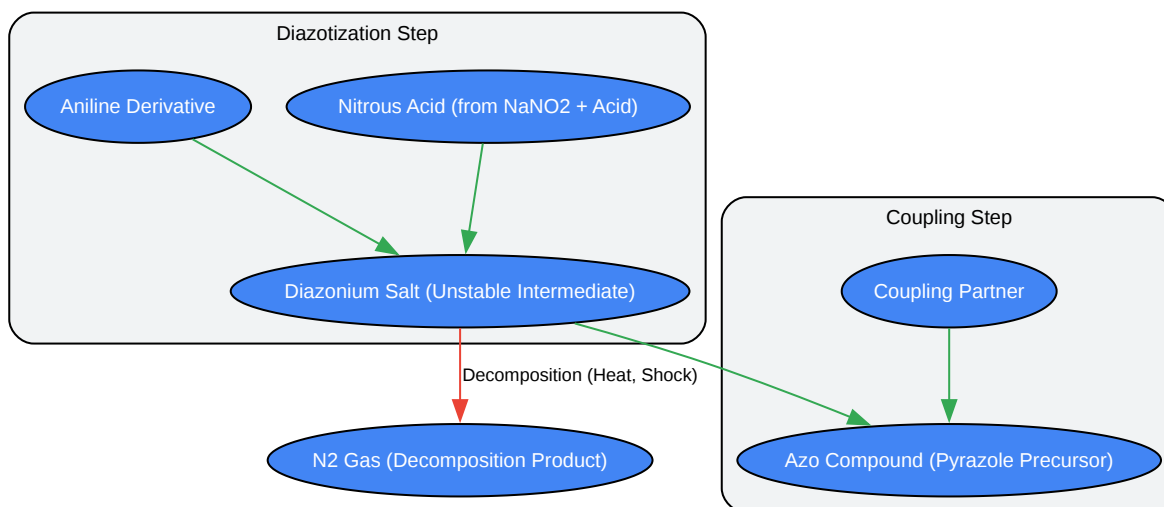 Diazotization Step
Aniline Derivative
Nitrous Acid (from NaNO2 + Acid)
Diazonium Salt (Unstable Intermediate)
Coupling Step
Coupling Partner
Decomposition (Heat, Shock)
N2 Gas (Decomposition Product)
Azo Compound (Pyrazole Precursor)